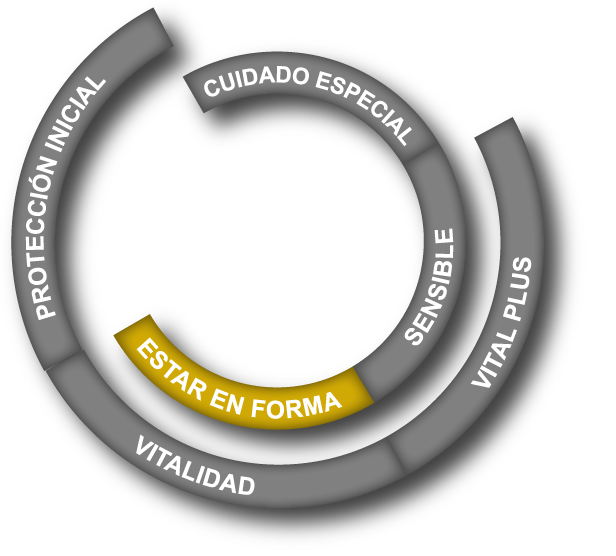 PROTECCIÓN INICIAL
CUIDADO ESPECIAL
SENSIBLE
VITAL PLUS
ESTAR EN FORMA
VITALIDAD